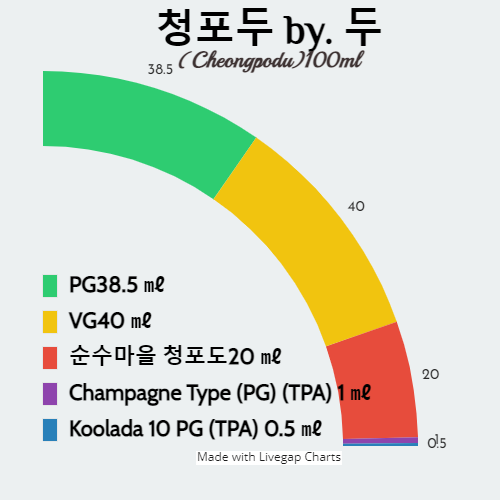 청포두 by. 두
( Cheongpodu)100ml
38.5
40
PG38.5 ㎖
VG40 ㎖
순수마을 청포도20 ㎖
20
Champagne Type (PG) (TPA) 1 ㎖
1
Koolada 10 PG (TPA) 0.5 ㎖
0.5
Made with Livegap Charts